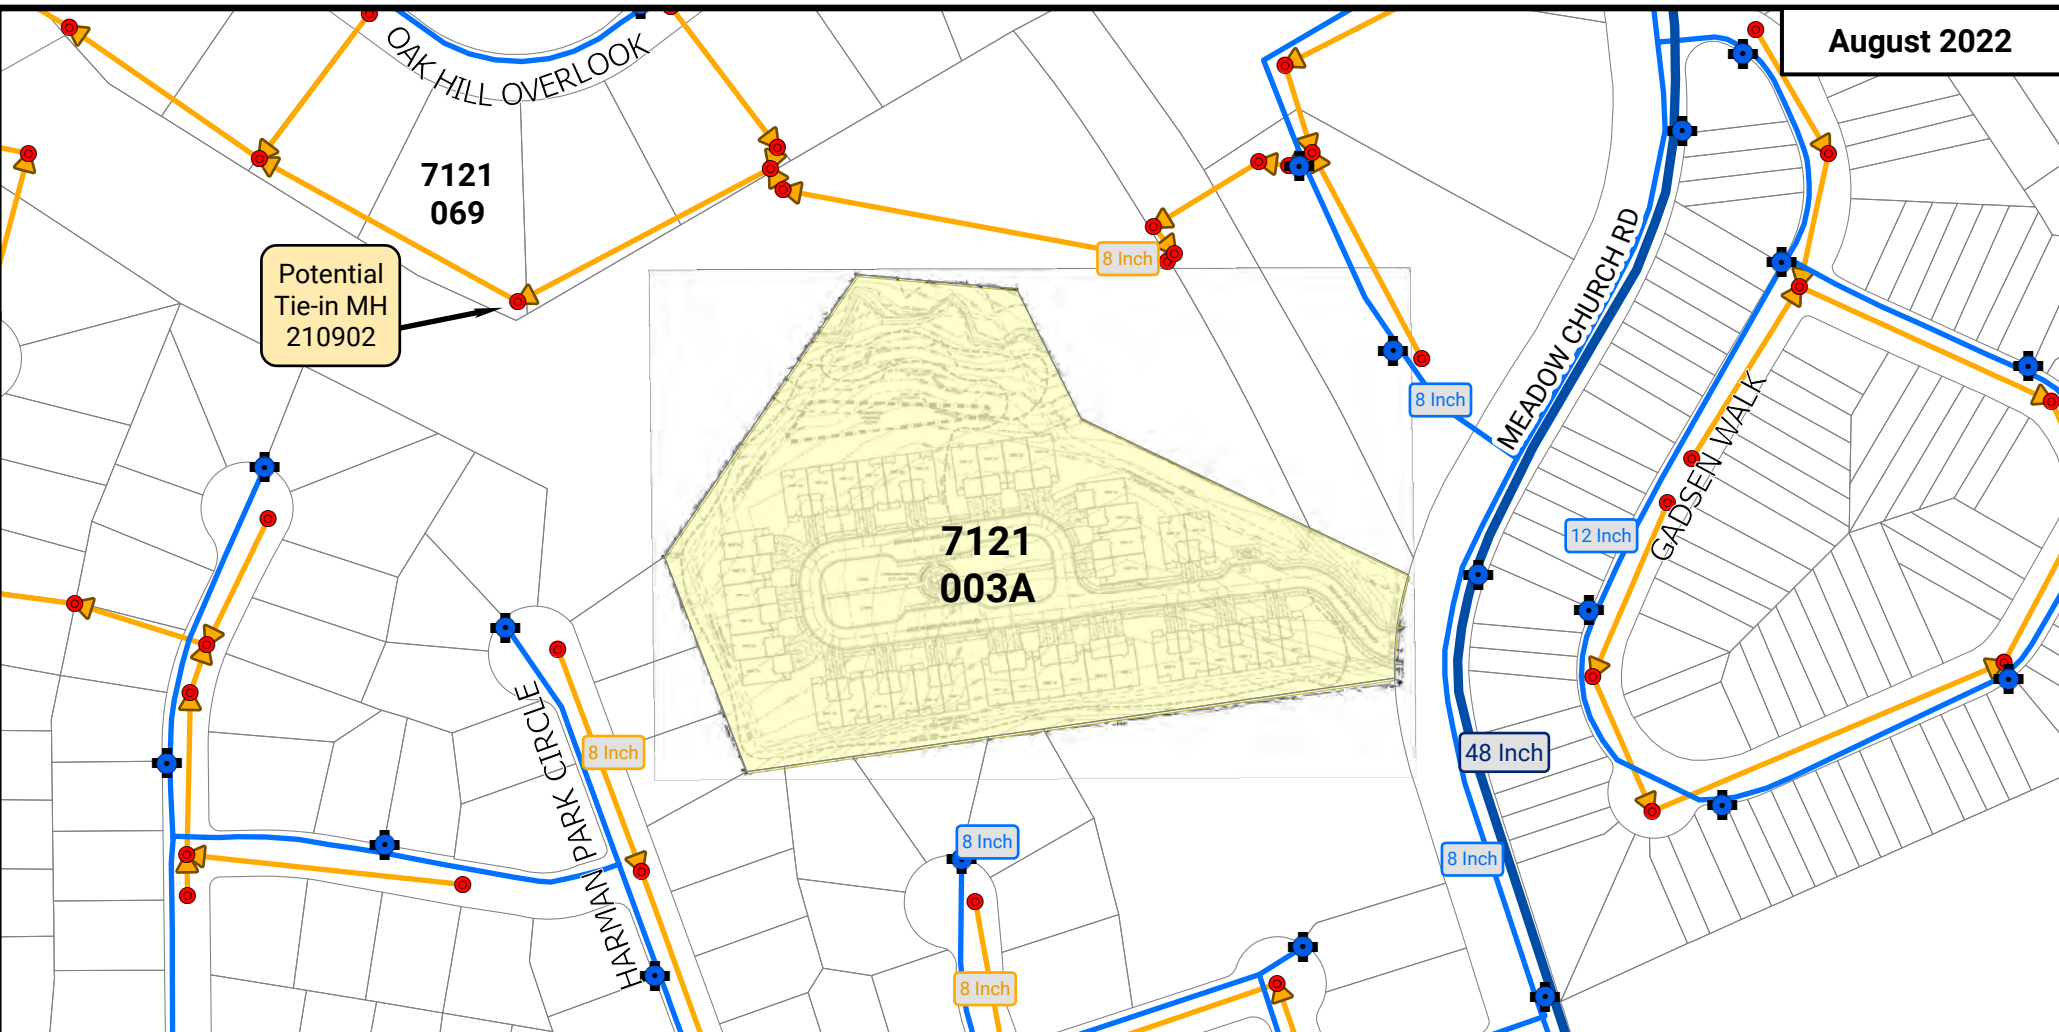 August 2022
OAK HILL OVERLOOK
7121
069
Potential
Tie-in MH
210902
8 Inch
MEADOW CHURCH RD
8 Inch
GADSEN WALK
12 Inch
7121
003A
HARMAN PARK CIRCLE
8 Inch
48 Inch
8 Inch
8 Inch
8 Inch